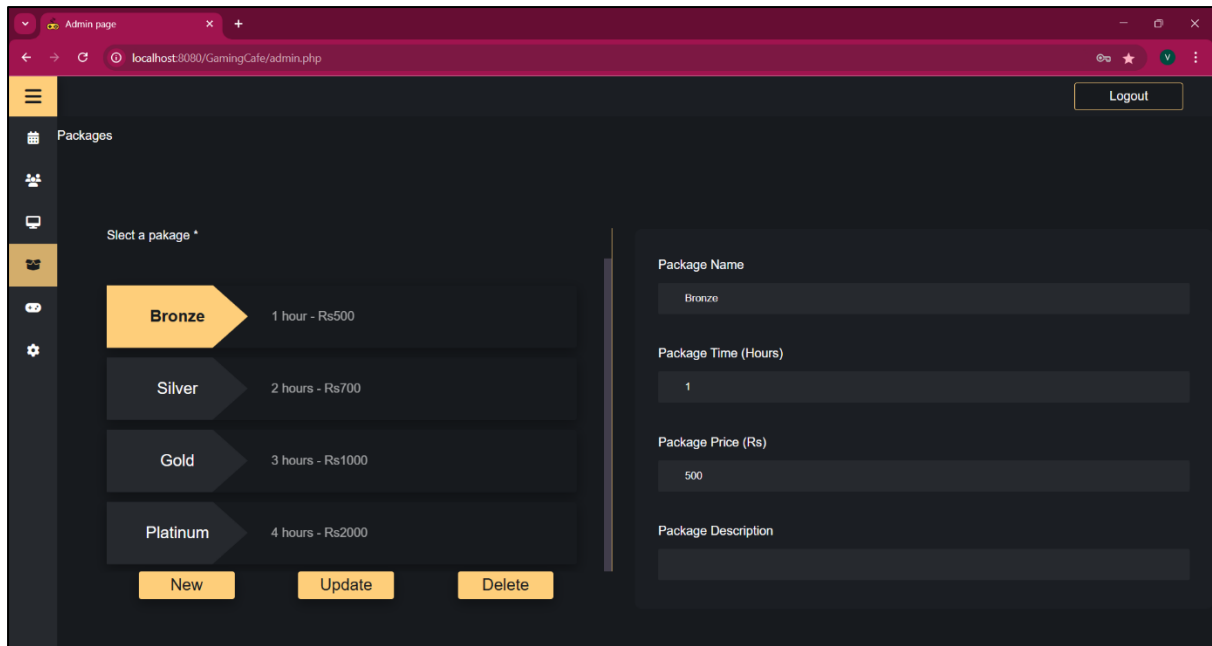 Admin page
localhost:8080/GamingCafe/admin.php
V
Logout
Packages
Slect a pakage *
Bronze
1 hour - Rs500
Silver
2 hours - Rs700
Gold
3 hours - Rs1000
Platinum
4 hours - Rs2000
New
Update
Delete
Package Name
Bronze
Package Time (Hours)
1
Package Price (Rs)
500
Package Description